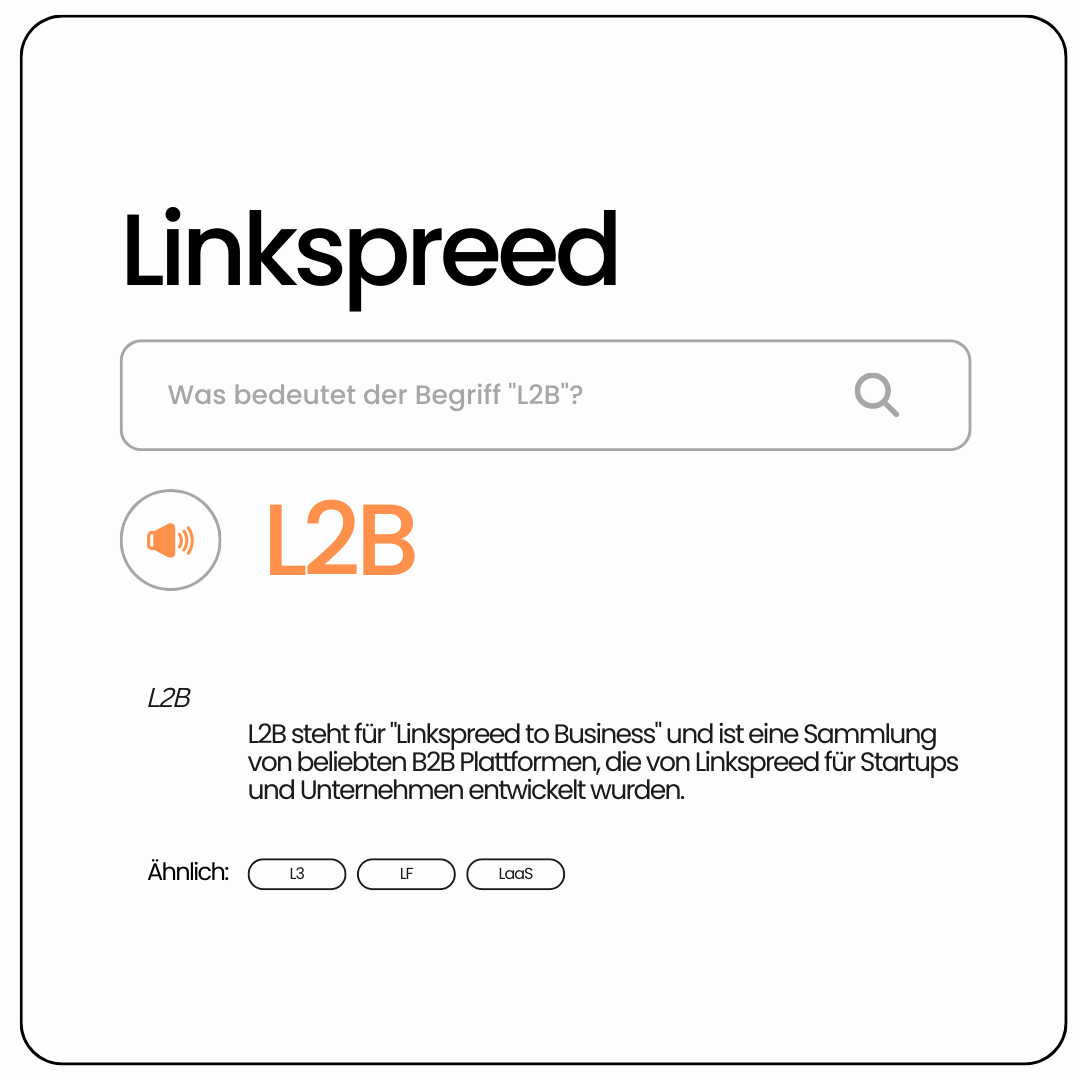 Linkspreed
Was bedeutet der Begriff "L2B"?
L2B
L2B
L2B steht für "Linkspreed to Business" und ist eine Sammlung
von beliebten B2B Plattformen, die von Linkspreed für Startups
und Unternehmen entwickelt wurden.
Ähnlich: L3 LF LaaS